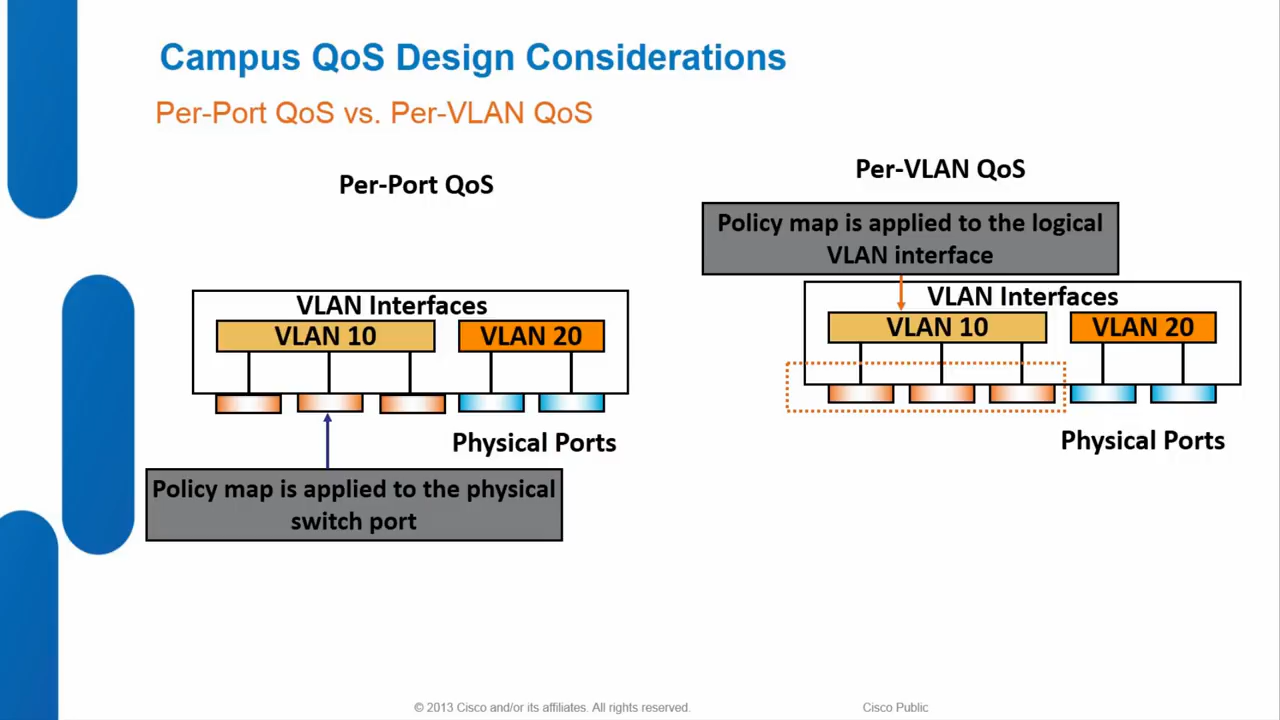 Campus QoS Design Considerations
Per-Port QoS vs. Per-VLAN QoS
Per-Port QoS
VLAN Interfaces
VLAN 10
VLAN 20
Physical Ports
Policy map is applied to the physical
switch port
Per-VLAN QoS
Policy map is applied to the logical
VLAN interface
VLAN Interfaces
VLAN 10
VLAN 20
Physical Ports
© 2013 Cisco and/or its affiliates. All rights reserved.
Cisco Public